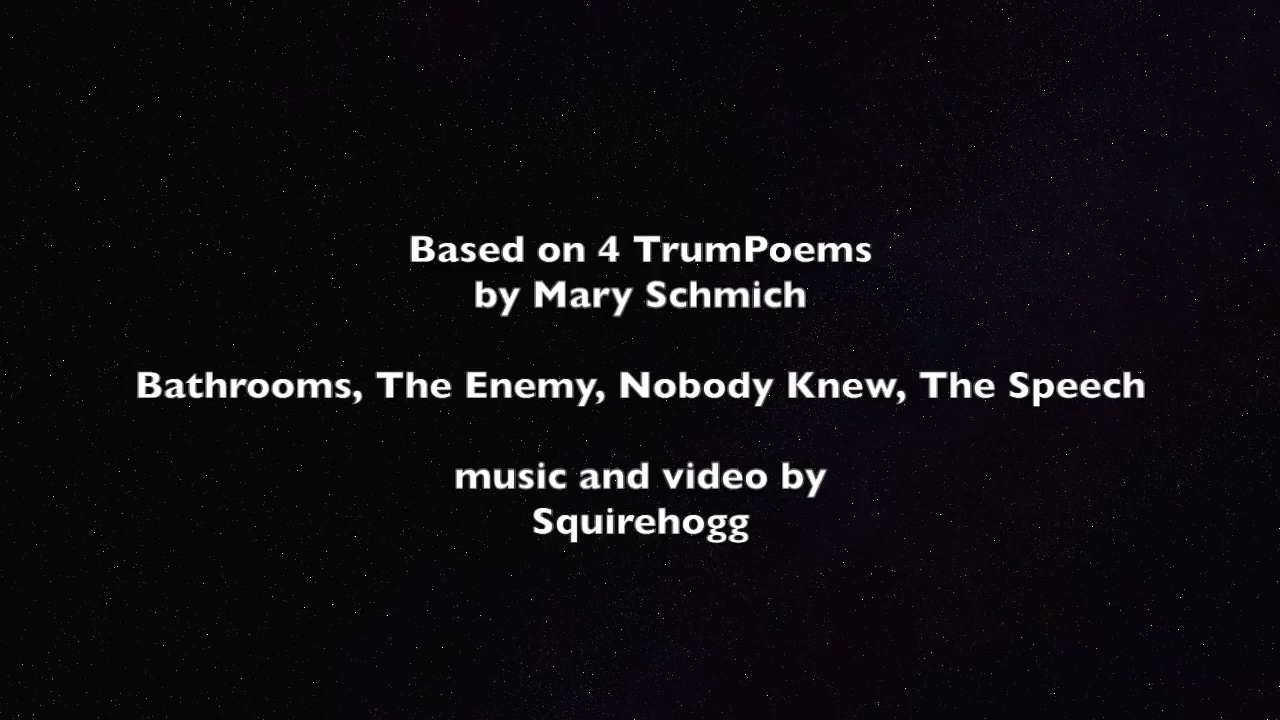 Based on 4 TrumPoems
by Mary Schmich
Bathrooms, The Enemy, Nobody Knew, The Speech
music and video by
Squirehogg